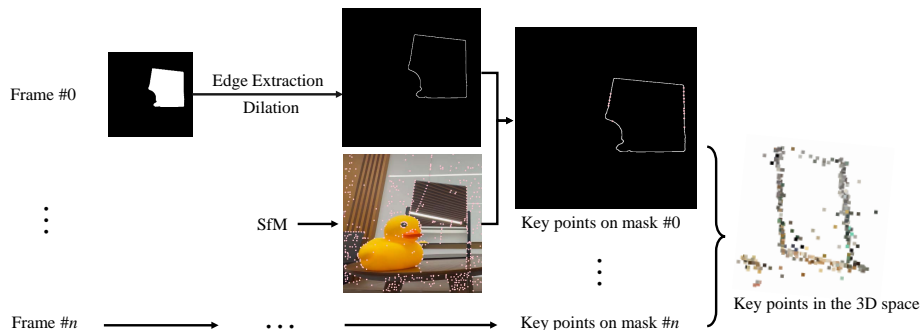 Frame #0
Edge Extraction
Dilation
SfM
Key points on mask #0
Key points in the 3D space
Frame #n
Key points on mask #n